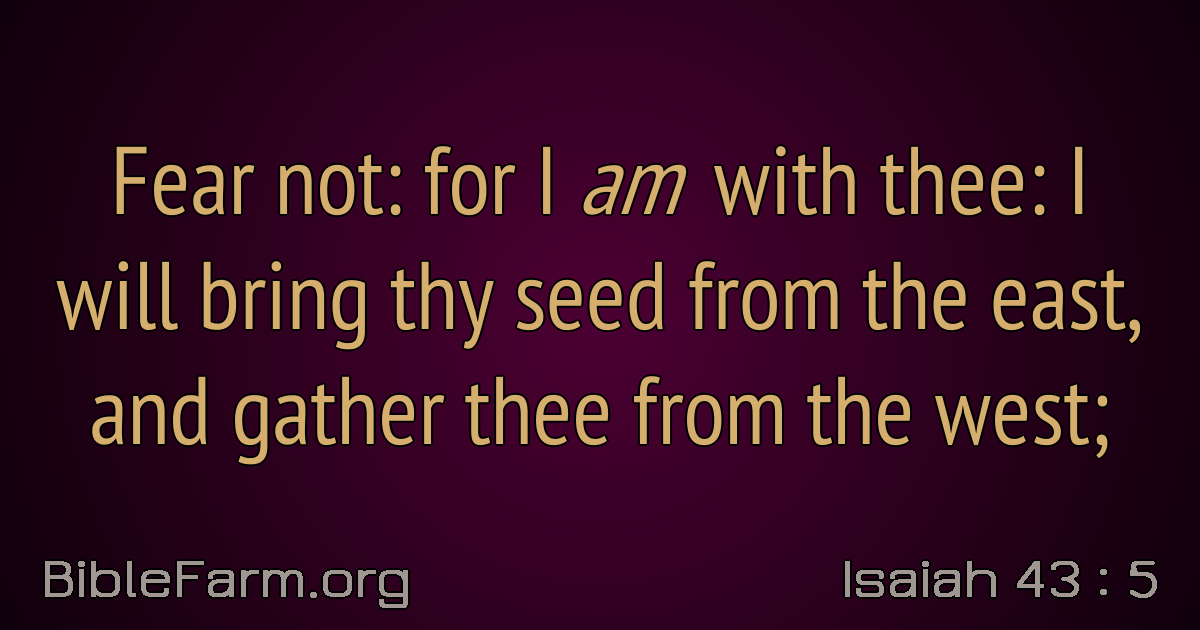 Fear not: for I am with thee: I
will bring thy seed from the east,
and gather thee from the west;
BibleFarm.org
Isaiah 43 : 5